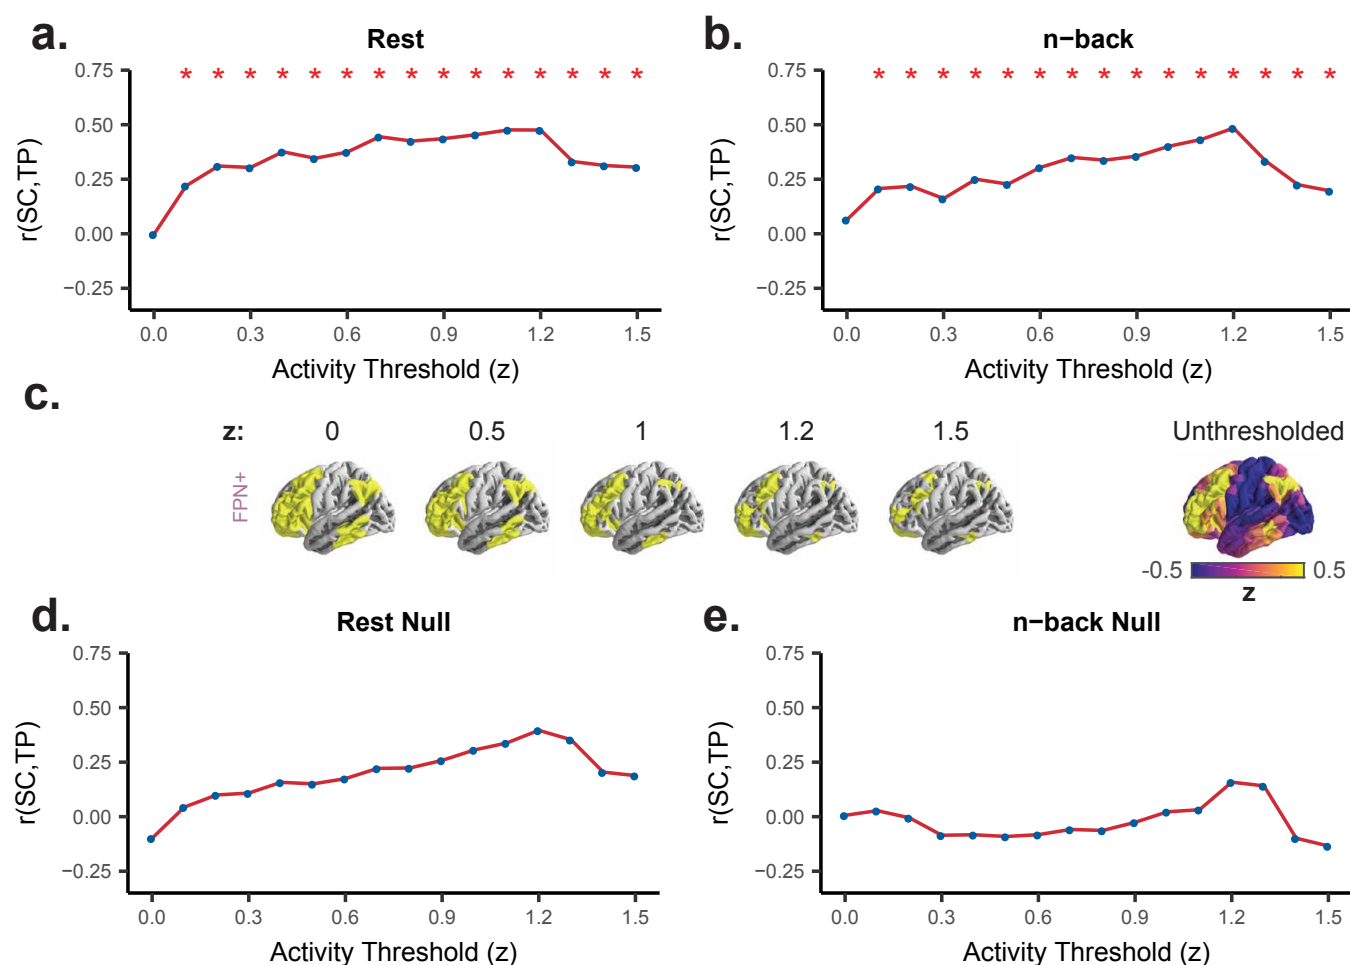 a.
Rest
* * * * * * * * * * * * * * *
0.75
0.50
0.25
0.00
−0.25
r(SC,TP)
0.0 0.3 0.6 0.9 1.2 1.5
Activity Threshold (z)
b.
n−back
* * * * * * * * * * * * * * *
0.75
0.50
0.25
0.00
−0.25
r(SC,TP)
0.0 0.3 0.6 0.9 1.2 1.5
Activity Threshold (z)
c.
z: 0 0.5 1 1.2 1.5 Unthresholded
FPN+
-0.5 0.5
z
d.
Rest Null
0.75
0.50
0.25
0.00
−0.25
r(SC,TP)
0.0 0.3 0.6 0.9 1.2 1.5
Activity Threshold (z)
e.
n−back Null
0.75
0.50
0.25
0.00
−0.25
r(SC,TP)
0.0 0.3 0.6 0.9 1.2 1.5
Activity Threshold (z)